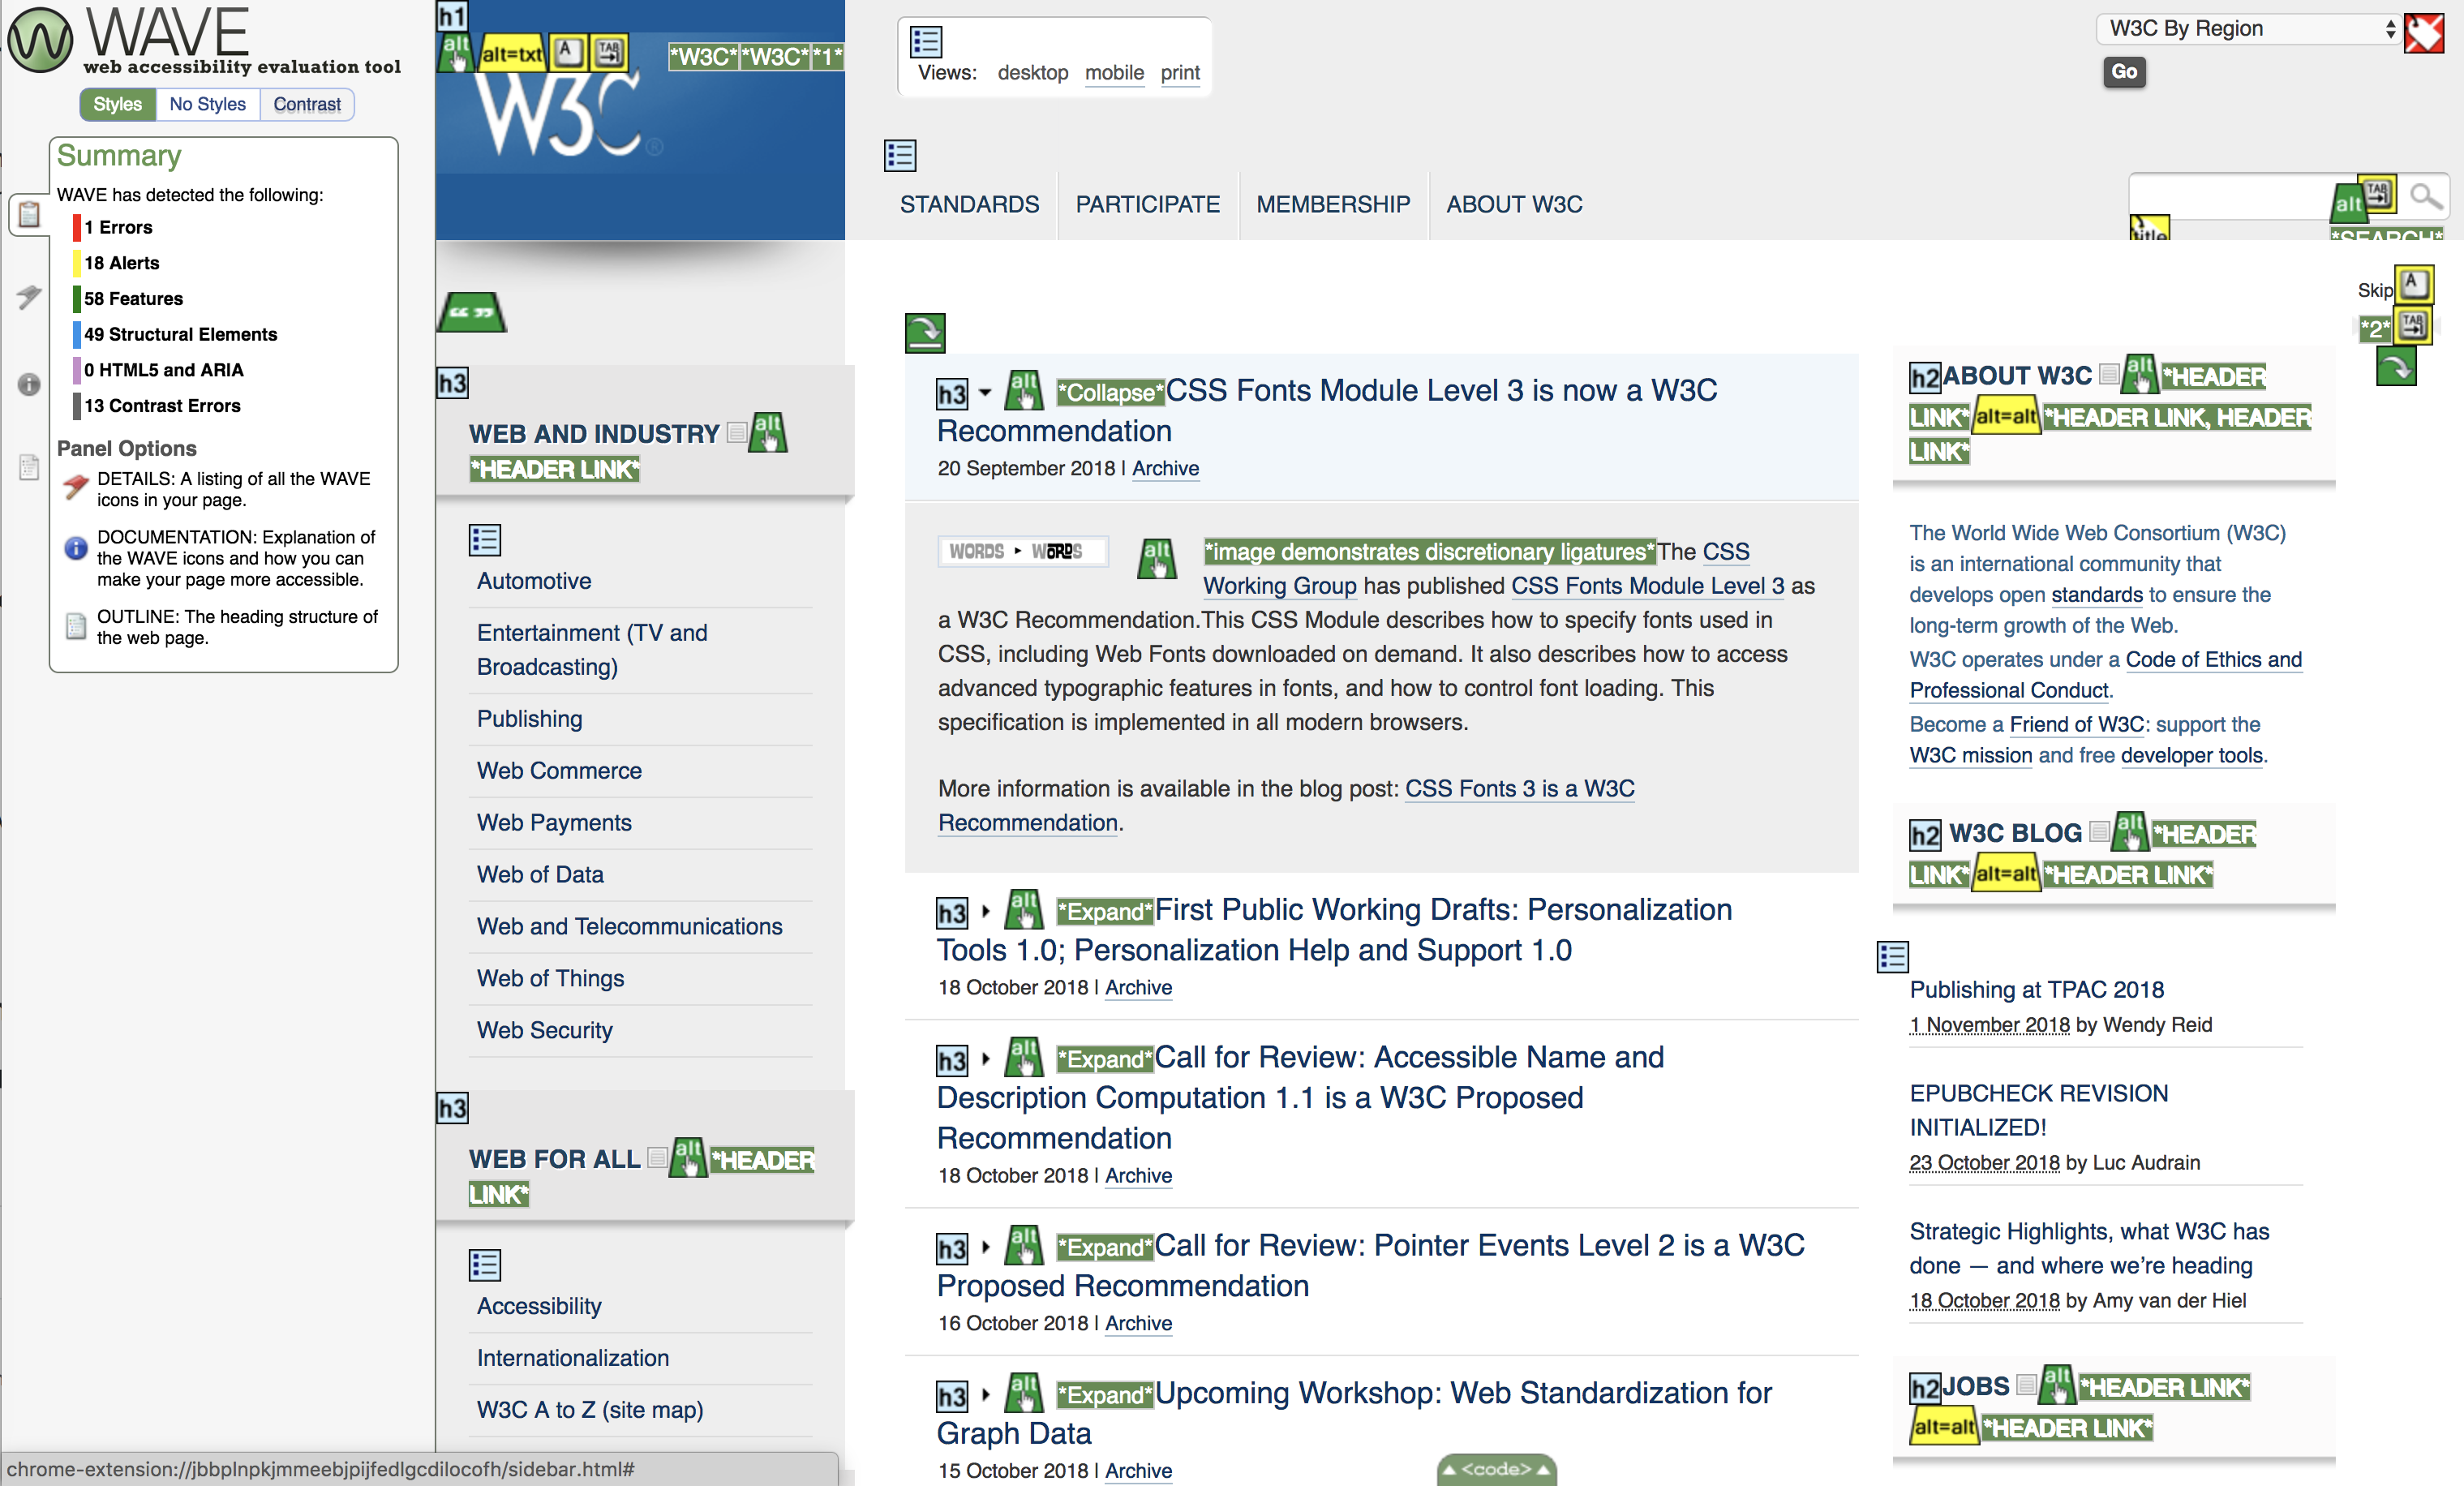 WAVE
web accessibility evaluation tool
Styles No Styles Contrast
Summary
WAVE has detected the following:
1 Errors
18 Alerts
58 Features
49 Structural Elements
0 HTML5 and ARIA
13 Contrast Errors
Panel Options
DETAILS: A listing of all the WAVE
icons in your page.
DOCUMENTATION: Explanation of
the WAVE icons and how you can
make your page more accessible.
OUTLINE: The heading structure of
the web page.
chrome-extension://jbbplnpkjmmeebjpijfedlgcdilocofh/sidebar.html#
h1
alt alt=txt A TAB *W3C* *W3C* *1*
W3C®
Views: desktop mobile print
W3C By Region
Go
STANDARDS PARTICIPATE MEMBERSHIP ABOUT W3C
alt TAB
title *SEARCH*
Skip A
*2* TAB
h3
WEB AND INDUSTRY alt
*HEADER LINK*
Automotive
Entertainment (TV and
Broadcasting)
Publishing
Web Commerce
Web Payments
Web of Data
Web and Telecommunications
Web of Things
Web Security
h3
WEB FOR ALL alt *HEADER
LINK*
Accessibility
Internationalization
W3C A to Z (site map)
h3 alt *Collapse* CSS Fonts Module Level 3 is now a W3C
Recommendation
20 September 2018 | Archive
WORDS ▸ WORDS alt *image demonstrates discretionary ligatures* The CSS
Working Group has published CSS Fonts Module Level 3 as
a W3C Recommendation.This CSS Module describes how to specify fonts used in
CSS, including Web Fonts downloaded on demand. It also describes how to access
advanced typographic features in fonts, and how to control font loading. This
specification is implemented in all modern browsers.
More information is available in the blog post: CSS Fonts 3 is a W3C
Recommendation.
h3 alt *Expand* First Public Working Drafts: Personalization
Tools 1.0; Personalization Help and Support 1.0
18 October 2018 | Archive
h3 alt *Expand* Call for Review: Accessible Name and
Description Computation 1.1 is a W3C Proposed
Recommendation
18 October 2018 | Archive
h3 alt *Expand* Call for Review: Pointer Events Level 2 is a W3C
Proposed Recommendation
16 October 2018 | Archive
h3 alt *Expand* Upcoming Workshop: Web Standardization for
Graph Data
15 October 2018 | Archive
<code>
h2 ABOUT W3C alt *HEADER
LINK* alt=alt *HEADER LINK, HEADER
LINK*
The World Wide Web Consortium (W3C)
is an international community that
develops open standards to ensure the
long-term growth of the Web.
W3C operates under a Code of Ethics and
Professional Conduct.
Become a Friend of W3C: support the
W3C mission and free developer tools.
h2 W3C BLOG alt *HEADER
LINK* alt=alt *HEADER LINK*
Publishing at TPAC 2018
1 November 2018 by Wendy Reid
EPUBCHECK REVISION
INITIALIZED!
23 October 2018 by Luc Audrain
Strategic Highlights, what W3C has
done — and where we’re heading
18 October 2018 by Amy van der Hiel
h2 JOBS alt *HEADER LINK*
alt=alt *HEADER LINK*